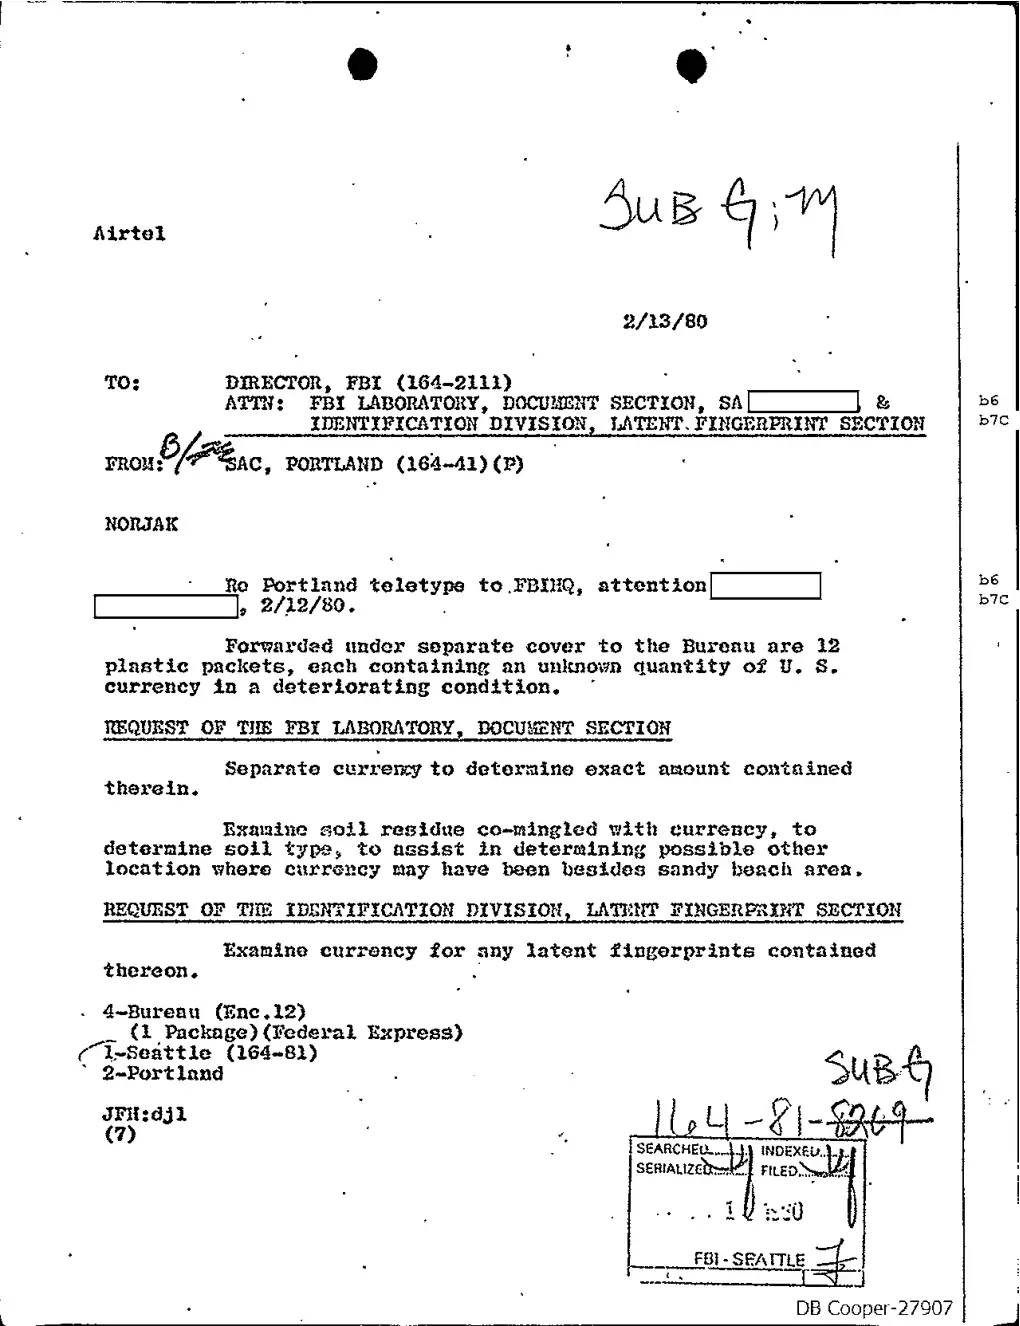 SUB G; M
Airtel
2/13/80
TO: DIRECTOR, FBI (164-2111)
ATTN: FBI LABORATORY, DOCUMENT SECTION, SA , &
IDENTIFICATION DIVISION, LATENT FINGERPRINT SECTION
b6
b7C
FROM: SAC, PORTLAND (164-41)(P)
NORJAK
Re Portland teletype to FBIHQ, attention
, 2/12/80.
b6
b7C
Forwarded under separate cover to the Bureau are 12
plastic packets, each containing an unknown quantity of U. S.
currency in a deteriorating condition.
REQUEST OF THE FBI LABORATORY, DOCUMENT SECTION
Separate currency to determine exact amount contained
therein.
Examine soil residue co-mingled with currency, to
determine soil type, to assist in determining possible other
location where currency may have been besides sandy beach area.
REQUEST OF THE IDENTIFICATION DIVISION, LATENT FINGERPRINT SECTION
Examine currency for any latent fingerprints contained
thereon.
4-Bureau (Enc.12)
(1 Package)(Federal Express)
1-Seattle (164-81)
2-Portland
SUB G
JFH:djl
(7)
164-81-8269
SEARCHED INDEXED
SERIALIZED FILED
FBI - SEATTLE
DB Cooper-27907